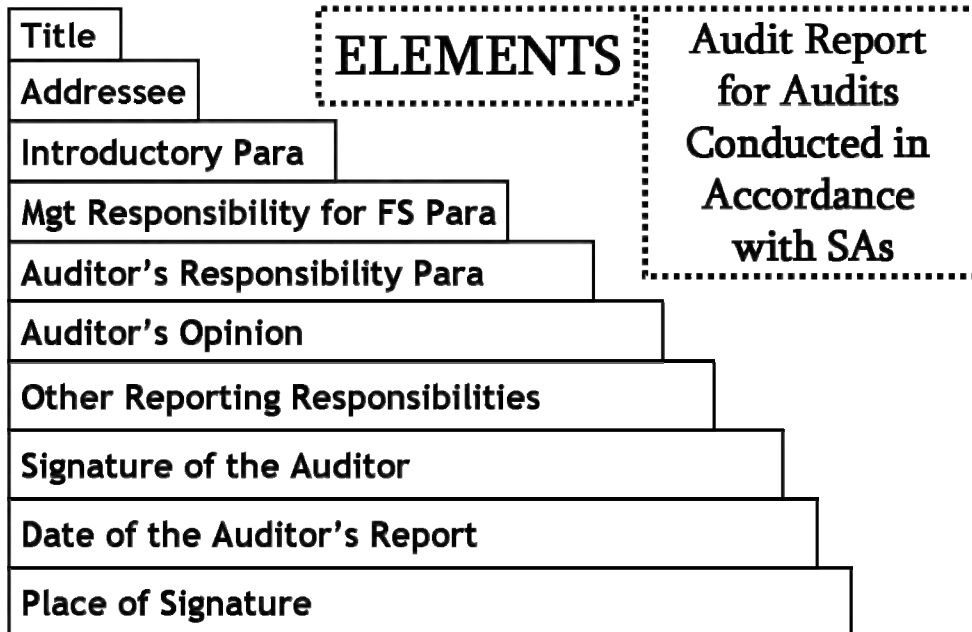 Title
Addressee
Introductory Para
Mgt Responsibility for FS Para
Auditor's Responsibility Para
Auditor's Opinion
Other Reporting Responsibilities
Signature of the Auditor
Date of the Auditor's Report
Place of Signature
ELEMENTS
Audit Report
for Audits
Conducted in
Accordance
with SAs